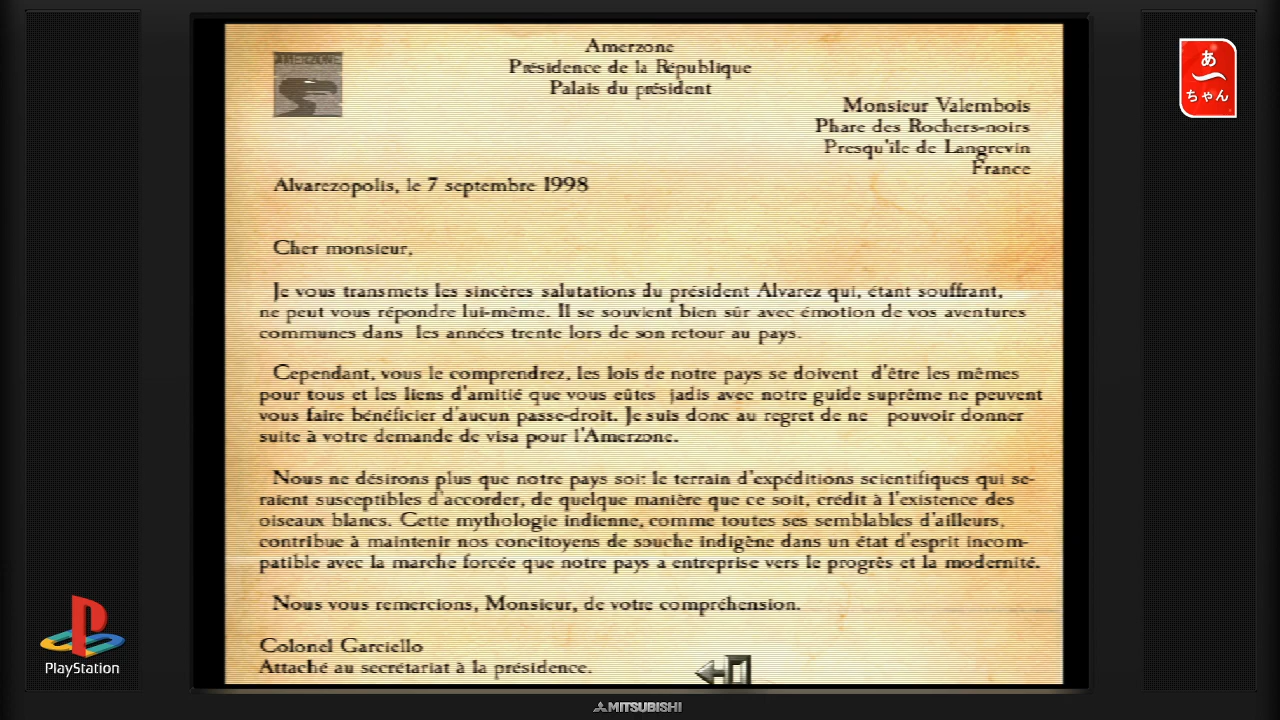 AMERZONE
Amerzone
Présidence de la République
Palais du président
Monsieur Valembois
Phare des Rochers-noirs
Presqu'île de Langrevin
France
Alvarezopolis, le 7 septembre 1998
Cher monsieur,
Je vous transmets les sincères salutations du président Alvarez qui, étant souffrant,
ne peut vous répondre lui-même. Il se souvient bien sûr avec émotion de vos aventures
communes dans les années trente lors de son retour au pays.
Cependant, vous le comprendrez, les lois de notre pays se doivent d'être les mêmes
pour tous et les liens d'amitié que vous eûtes jadis avec notre guide suprême ne peuvent
vous faire bénéficier d'aucun passe-droit. Je suis donc au regret de ne pouvoir donner
suite à votre demande de visa pour l'Amerzone.
Nous ne désirons plus que notre pays soit le terrain d'expéditions scientifiques qui se-
raient susceptibles d'accorder, de quelque manière que ce soit, crédit à l'existence des
oiseaux blancs. Cette mythologie indienne, comme toutes ses semblables d'ailleurs,
contribue à maintenir nos concitoyens de souche indigène dans un état d'esprit incom-
patible avec la marche forcée que notre pays a entreprise vers le progrès et la modernité.
Nous vous remercions, Monsieur, de votre compréhension.
Colonel Garciello
Attaché au secrétariat à la présidence.
あーちゃん
PlayStation
MITSUBISHI